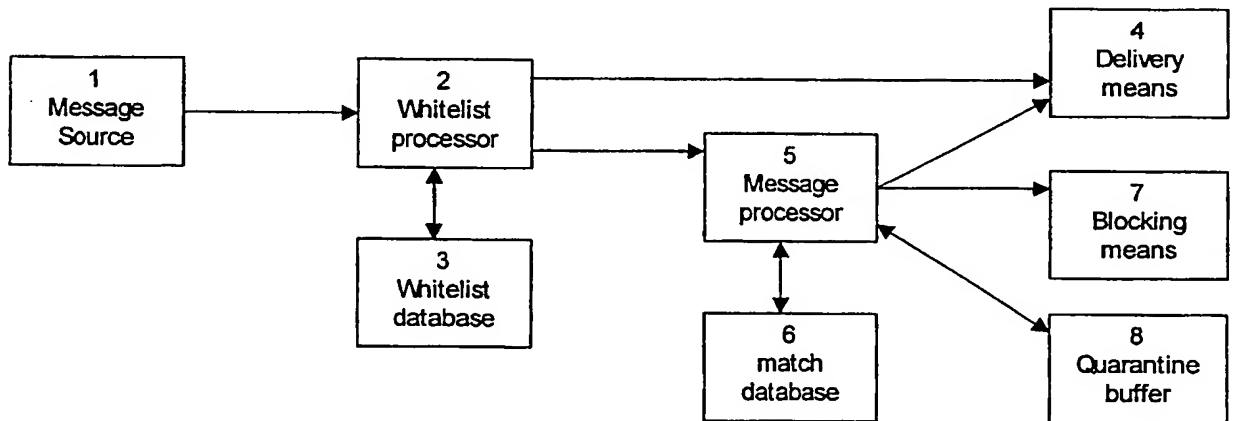 1
Message
Source
2
Whitelist
processor
3
Whitelist
database
4
Delivery
means
5
Message
processor
6
match
database
7
Blocking
means
8
Quarantine
buffer